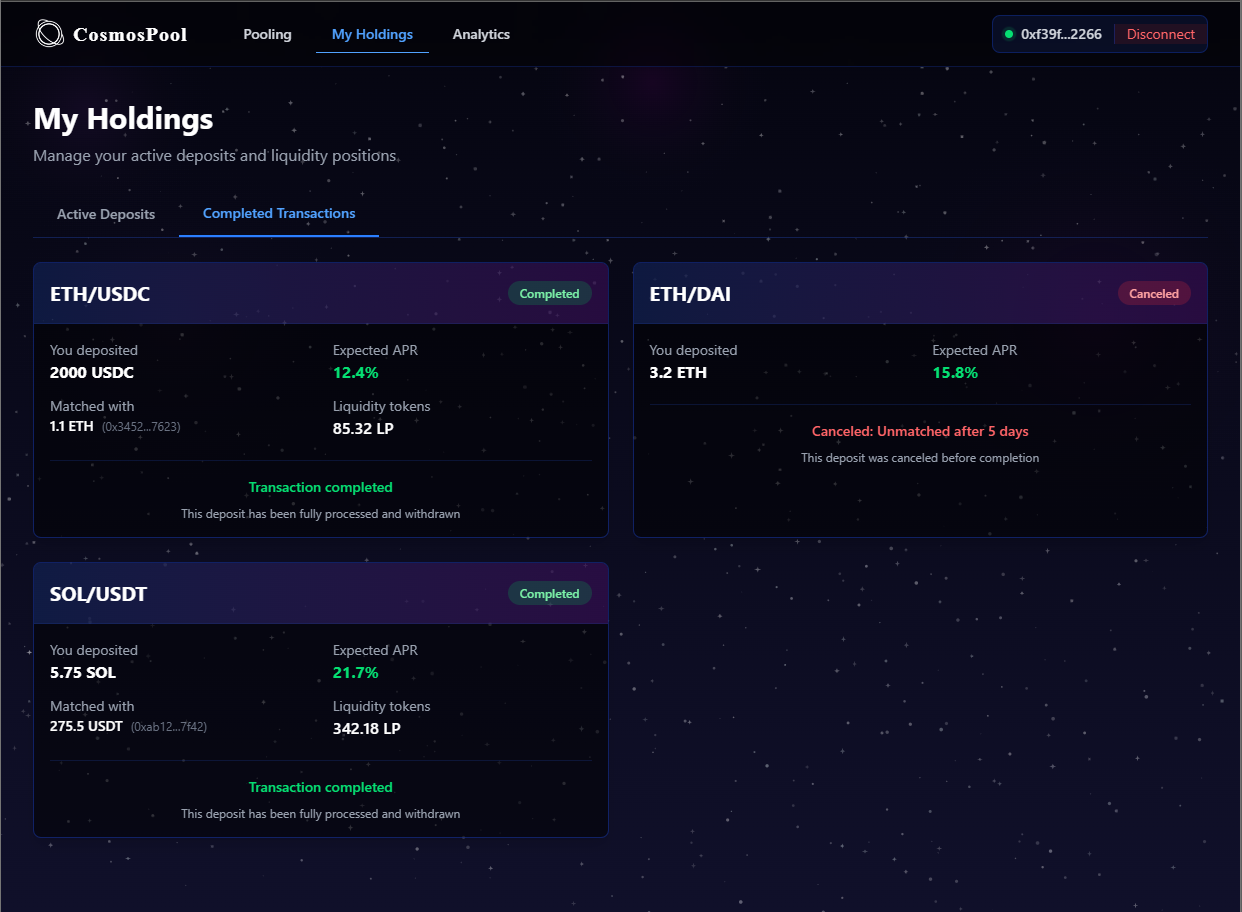 CosmosPool
Pooling
My Holdings
Analytics
0xf39f...2266
Disconnect
My Holdings
Manage your active deposits and liquidity positions.
Active Deposits
Completed Transactions
ETH/USDC
Completed
You deposited
2000 USDC
Expected APR
12.4%
Matched with
1.1 ETH (0x3452...7623)
Liquidity tokens
85.32 LP
Transaction completed
This deposit has been fully processed and withdrawn
ETH/DAI
Canceled
You deposited
3.2 ETH
Expected APR
15.8%
Canceled: Unmatched after 5 days
This deposit was canceled before completion
SOL/USDT
Completed
You deposited
5.75 SOL
Expected APR
21.7%
Matched with
275.5 USDT (0xab12...7f42)
Liquidity tokens
342.18 LP
Transaction completed
This deposit has been fully processed and withdrawn